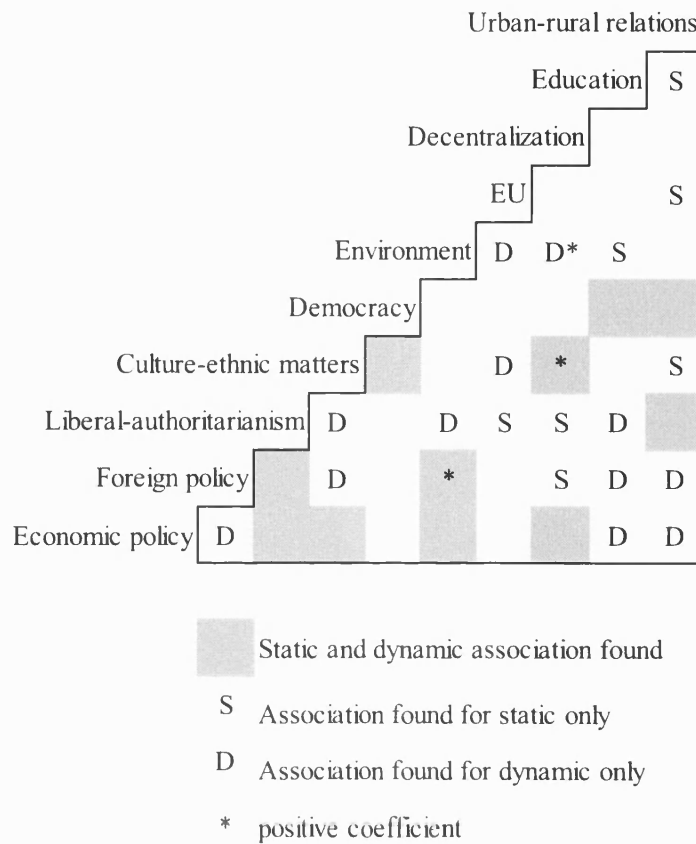 Urban-rural relations
Education S
Decentralization
EU S
Environment D D* S
Democracy
Culture-ethnic matters D * S
Liberal-authoritarianism D D S S D
Foreign policy D * S D D
Economic policy D D D
Static and dynamic association found
S Association found for static only
D Association found for dynamic only
* positive coefficient